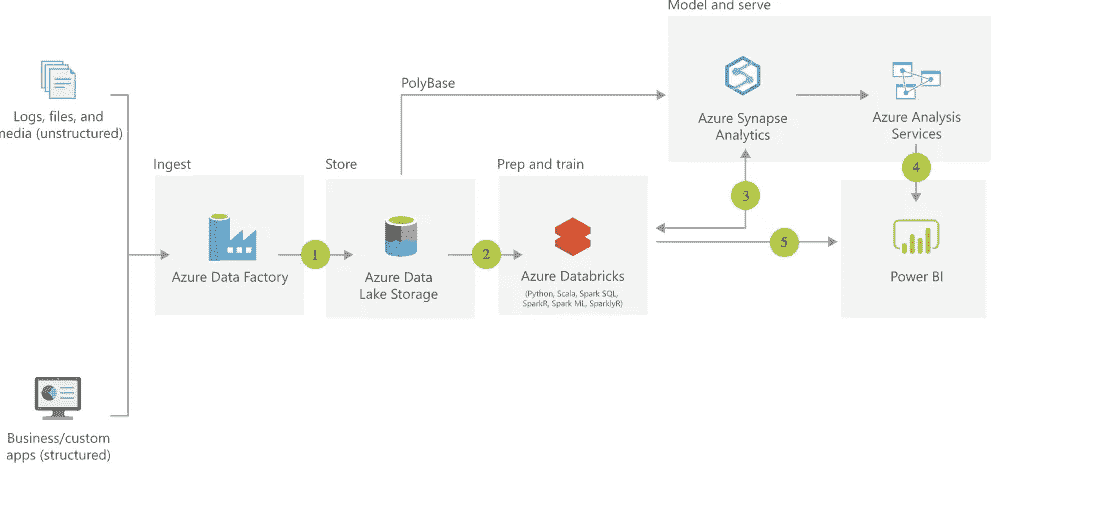 Model and serve
PolyBase
Logs, files, and
media (unstructured)
Azure Synapse
Analytics
Azure Analysis
Services
Ingest
Store
Prep and train
4
3
1
2
5
Azure Data Factory
Azure Data
Lake Storage
Azure Databricks
(Python, Scala, Spark SQL,
SparkR, Spark ML, SparklyR)
Power BI
Business/custom
apps (structured)